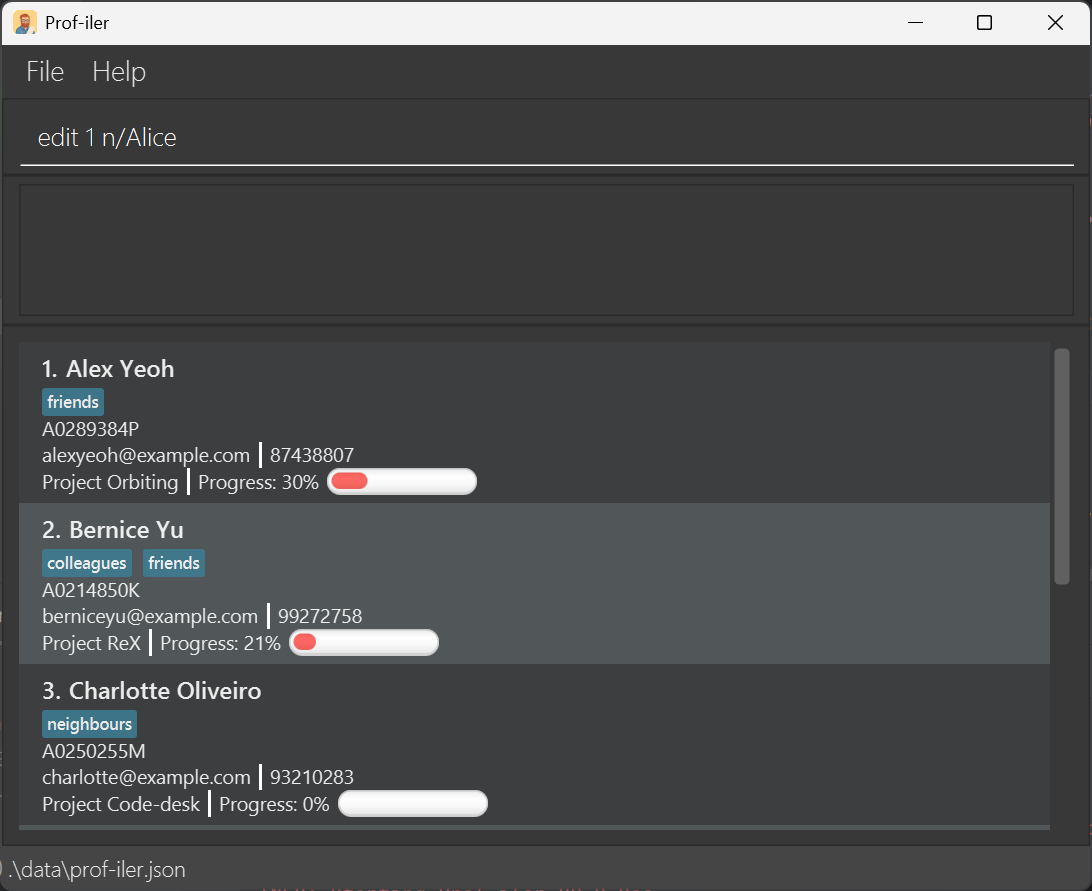 Prof-iler
File Help
edit 1 n/Alice
1. Alex Yeoh
friends
A0289384P
alexyeoh@example.com | 87438807
Project Orbiting | Progress: 30%
2. Bernice Yu
colleagues friends
A0214850K
berniceyu@example.com | 99272758
Project ReX | Progress: 21%
3. Charlotte Oliveiro
neighbours
A0250255M
charlotte@example.com | 93210283
Project Code-desk | Progress: 0%
.\data\prof-iler.json